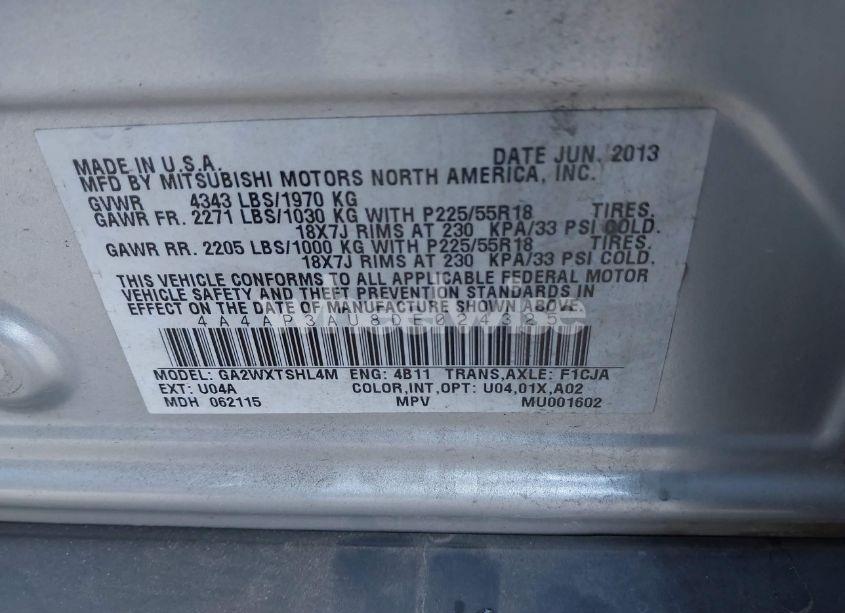 MADE IN U.S.A. DATE JUN. 2013
MFD BY MITSUBISHI MOTORS NORTH AMERICA, INC.
GVWR 4343 LBS/1970 KG
GAWR FR. 2271 LBS/1030 KG WITH P225/55R18 TIRES.
18X7J RIMS AT 230 KPA/33 PSI COLD.
GAWR RR. 2205 LBS/1000 KG WITH P225/55R18 TIRES.
18X7J RIMS AT 230 KPA/33 PSI COLD.
THIS VEHICLE CONFORMS TO ALL APPLICABLE FEDERAL MOTOR
VEHICLE SAFETY AND THEFT PREVENTION STANDARDS IN
EFFECT ON THE DATE OF MANUFACTURE SHOWN ABOVE
4A4AP3AU8DE024325
MODEL: GA2WXTSHL4M ENG: 4B11 TRANS,AXLE: F1CJA
EXT: U04A COLOR,INT,OPT: U04,01X,A02
MDH 062115 MPV MU001602